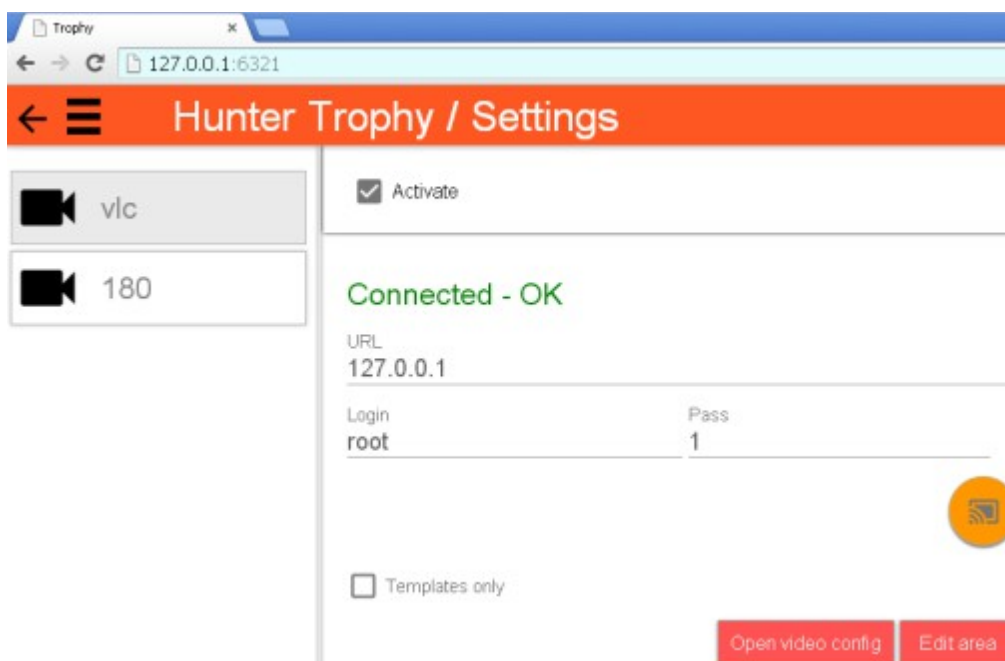 Trophy
127.0.0.1:6321
Hunter Trophy / Settings
vlc
180
Activate
Connected - OK
URL
127.0.0.1
Login
Pass
root
1
Templates only
Open video config
Edit area